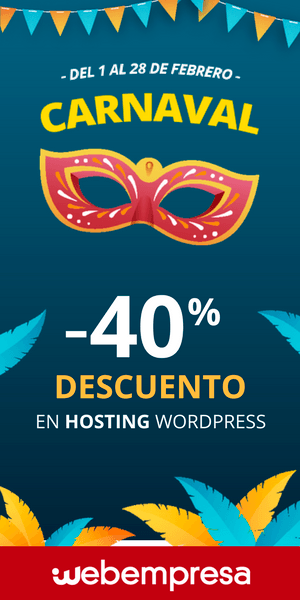 - DEL 1 AL 28 DE FEBRERO -
CARNAVAL
-40%
DESCUENTO
EN HOSTING WORDPRESS
webempresa